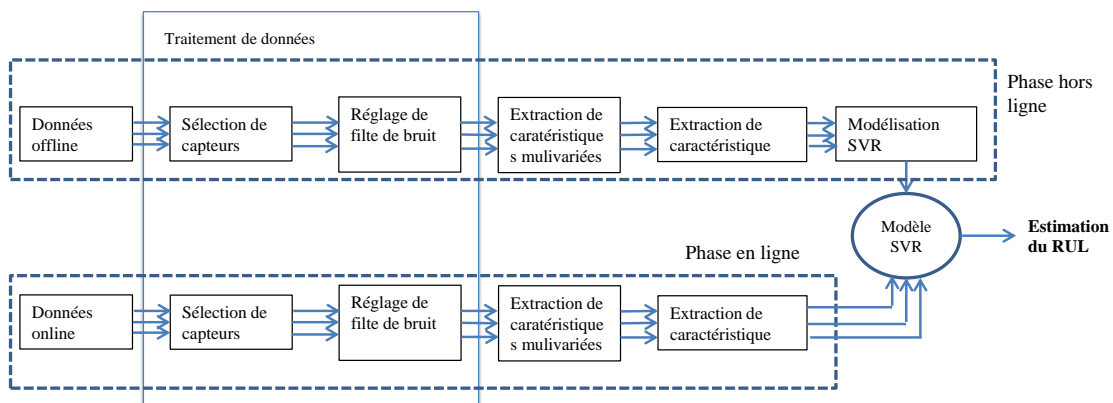 Traitement de données
Phase hors
ligne
Données
offline
Sélection de
capteurs
Réglage de
filte de bruit
Extraction de
caratéristique
s mulivariées
Extraction de
caractéristique
Modélisation
SVR
Modèle
SVR
Estimation
du RUL
Phase en ligne
Données
online
Sélection de
capteurs
Réglage de
filte de bruit
Extraction de
caratéristique
s mulivariées
Extraction de
caractéristique